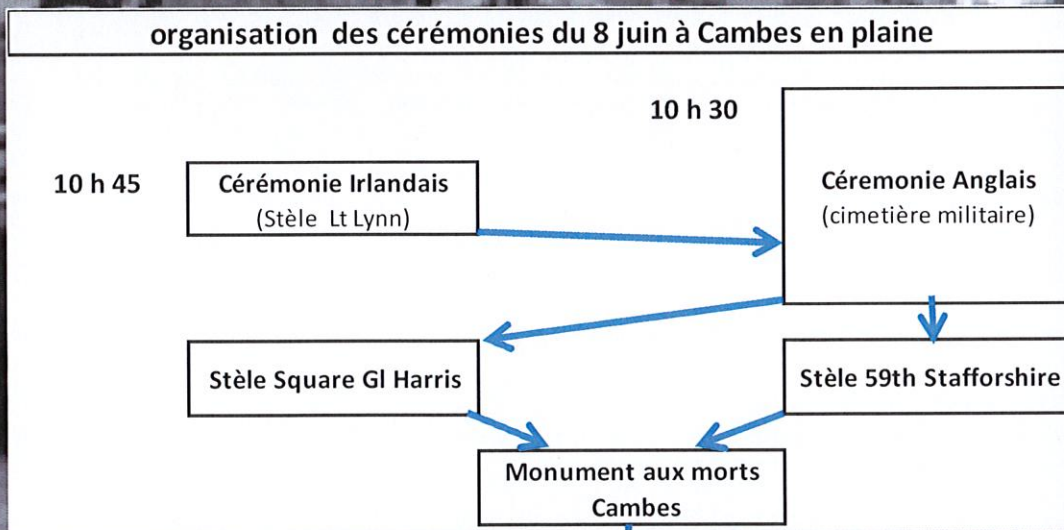 organisation des cérémonies du 8 juin à Cambes en plaine
10 h 30
10 h 45
Cérémonie Irlandais
(Stèle Lt Lynn)
Céremonie Anglais
(cimetière militaire)
Stèle Square Gl Harris
Stèle 59th Stafforshire
Monument aux morts
Cambes